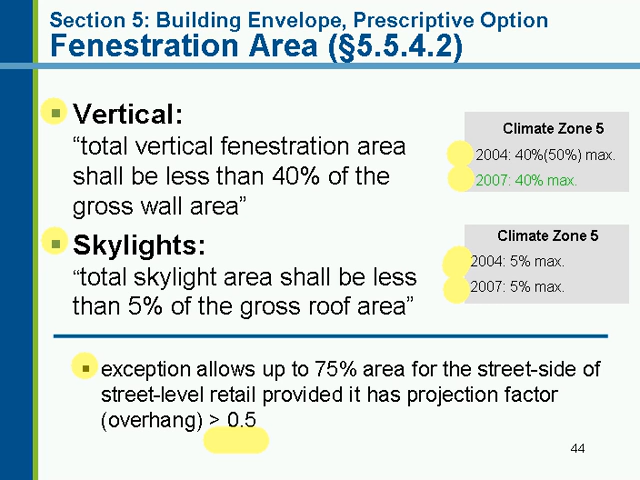 Section 5: Building Envelope, Prescriptive Option
Fenestration Area (§5.5.4.2)
▪ Vertical:
“total vertical fenestration area
shall be less than 40% of the
gross wall area”
Climate Zone 5
2004: 40%(50%) max.
2007: 40% max.
▪ Skylights:
“total skylight area shall be less
than 5% of the gross roof area”
Climate Zone 5
2004: 5% max.
2007: 5% max.
▪ exception allows up to 75% area for the street-side of
street-level retail provided it has projection factor
(overhang) > 0.5
44